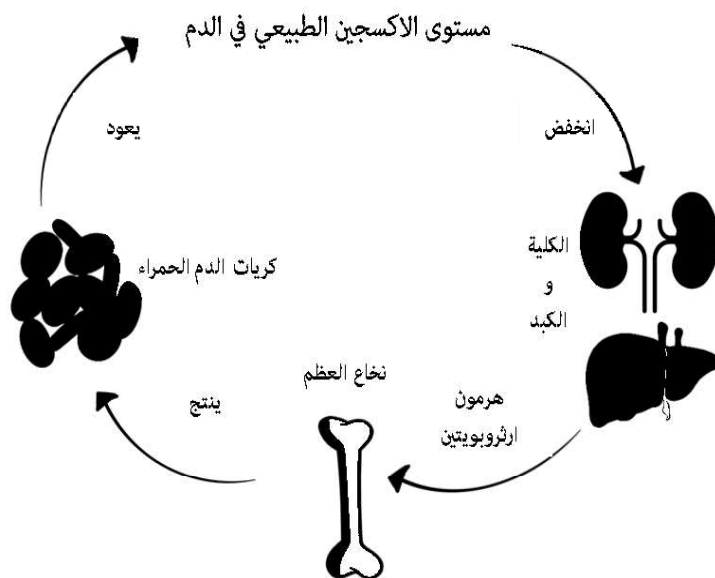 مستوى الاكسجين الطبيعي في الدم
انخفض
الكلية
و
الكبد
هرمون
ارثروبويتين
نخاع العظم
ينتج
كريات الدم الحمراء
يعود